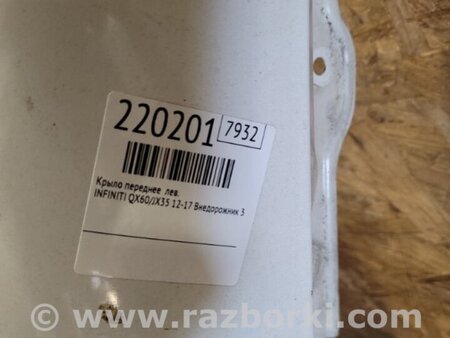 220201
7932
Крыло переднее лев.
INFINITI QX60/JX35 12-17 Внедорожник 3
© www.razborki.com